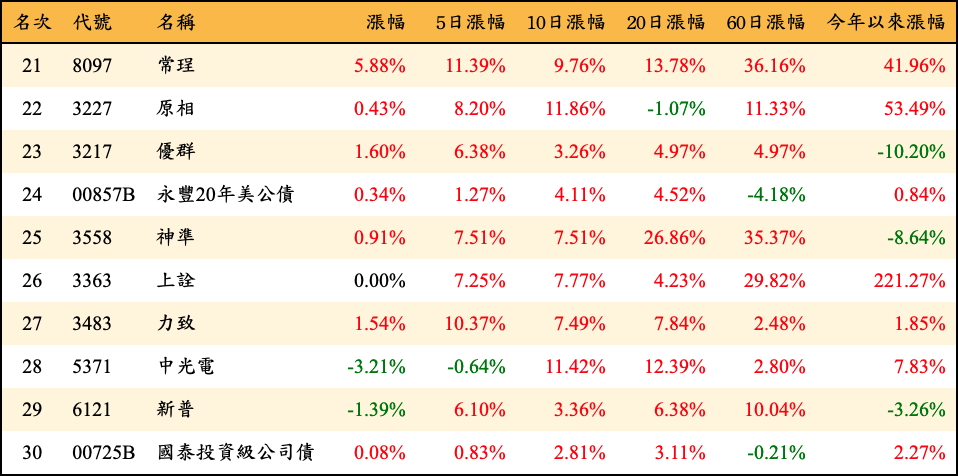 名次 代號 名稱 漲幅 5日漲幅 10日漲幅 20日漲幅 60日漲幅 今年以來漲幅
21 8097 常珵 5.88% 11.39% 9.76% 13.78% 36.16% 41.96%
22 3227 原相 0.43% 8.20% 11.86% -1.07% 11.33% 53.49%
23 3217 優群 1.60% 6.38% 3.26% 4.97% 4.97% -10.20%
24 00857B 永豐20年美公債 0.34% 1.27% 4.11% 4.52% -4.18% 0.84%
25 3558 神準 0.91% 7.51% 7.51% 26.86% 35.37% -8.64%
26 3363 上詮 0.00% 7.25% 7.77% 4.23% 29.82% 221.27%
27 3483 力致 1.54% 10.37% 7.49% 7.84% 2.48% 1.85%
28 5371 中光電 -3.21% -0.64% 11.42% 12.39% 2.80% 7.83%
29 6121 新普 -1.39% 6.10% 3.36% 6.38% 10.04% -3.26%
30 00725B 國泰投資級公司債 0.08% 0.83% 2.81% 3.11% -0.21% 2.27%